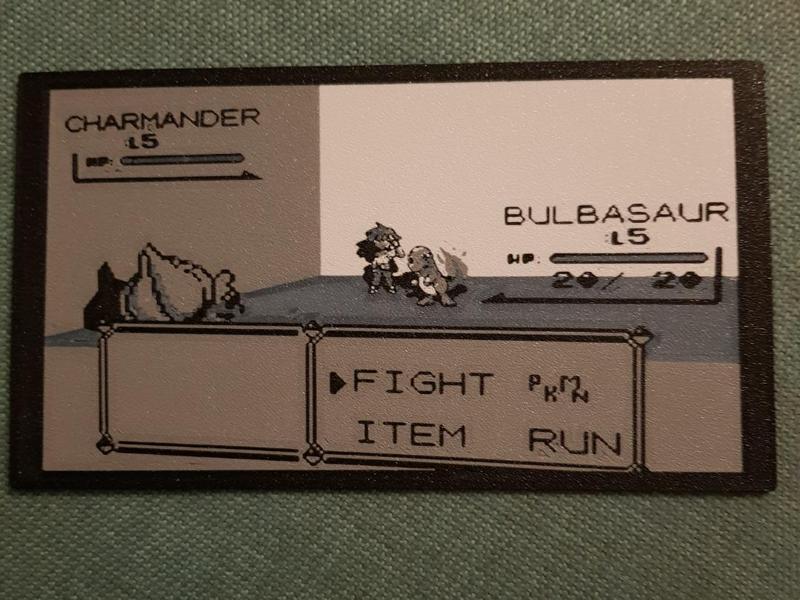 CHARMANDER
:L5
HP:
BULBASAUR
:L5
HP:
20/ 20
FIGHT PKMN
ITEM RUN